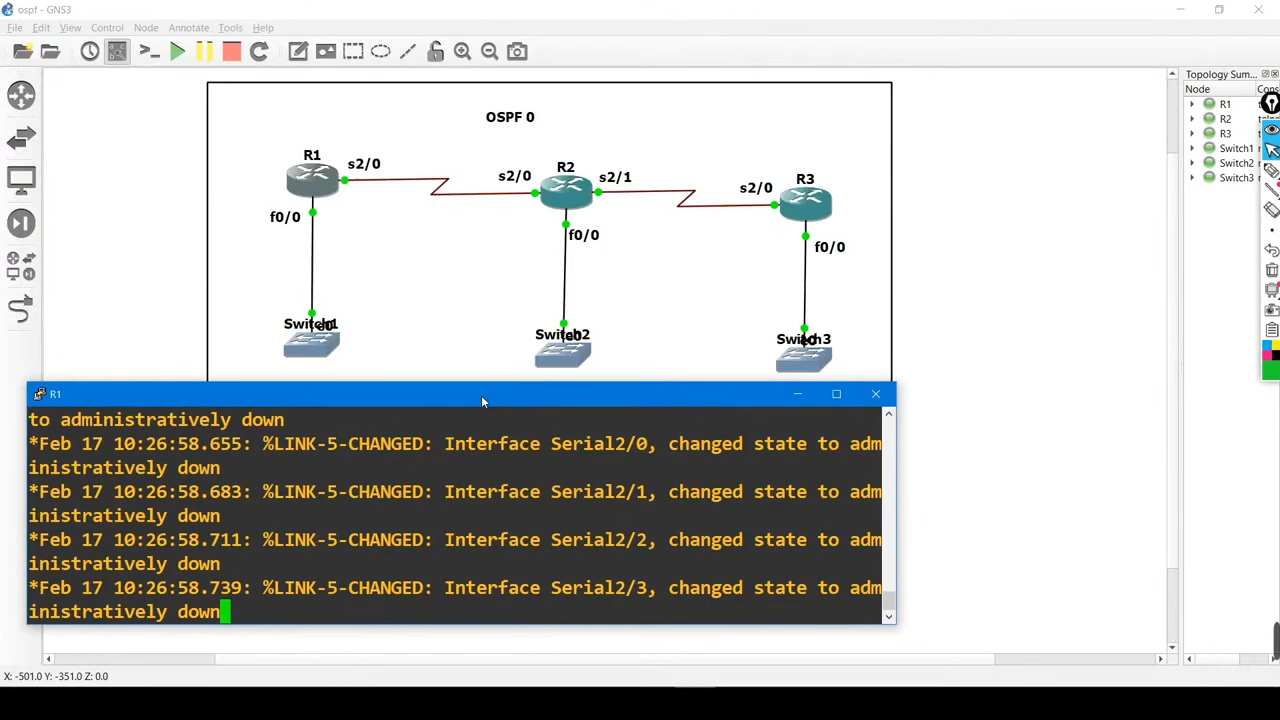 ospf - GNS3
File Edit View Control Node Annotate Tools Help
Topology Sum...
Node Cons
R1
R2
R3
Switch1
Switch2
Switch3
OSPF 0
R1
s2/0
f0/0
R2
s2/0
s2/1
f0/0
R3
s2/0
f0/0
Switch1
Switch2
Switch3
R1
to administratively down
*Feb 17 10:26:58.655: %LINK-5-CHANGED: Interface Serial2/0, changed state to adm
inistratively down
*Feb 17 10:26:58.683: %LINK-5-CHANGED: Interface Serial2/1, changed state to adm
inistratively down
*Feb 17 10:26:58.711: %LINK-5-CHANGED: Interface Serial2/2, changed state to adm
inistratively down
*Feb 17 10:26:58.739: %LINK-5-CHANGED: Interface Serial2/3, changed state to adm
inistratively down
X: -501.0 Y: -351.0 Z: 0.0